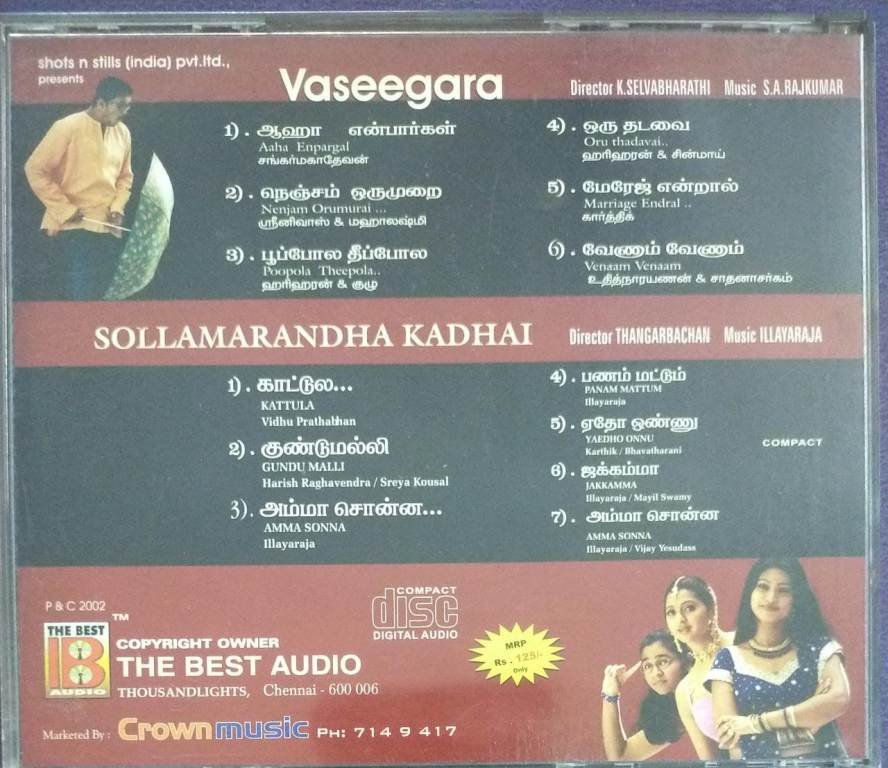 shots n stills (india) pvt.ltd.,
presents
Vaseegara
Director K.SELVABHARATHI Music S.A.RAJKUMAR
1). ஆஹா என்பார்கள்
Aaha Enpargal
சங்கர்மகாதேவன்
2). நெஞ்சம் ஒருமுறை
Nenjam Orumurai ...
ஸ்ரீனிவாஸ் & மஹாலஷ்மி
3). பூப்போல தீப்போல
Poopola Theepola..
ஹரிஹரன் & குழு
4). ஒரு தடவை
Oru thadavai..
ஹரிஹரன் & சின்மாய்
5). மேரேஜ் என்றால்
Marriage Endral ..
கார்த்திக்
6). வேணும் வேணும்
Venaam Venaam
உதித்நாரயணன் & சாதனாசர்கம்
SOLLAMARANDHA KADHAI
Director THANGARBACHAN Music ILLAYARAJA
1). காட்டுல...
KATTULA
Vidhu Prathabhan
2). குண்டுமல்லி
GUNDU MALLI
Harish Raghavendra / Sreya Kousal
3). அம்மா சொன்ன...
AMMA SONNA
Illayaraja
4). பணம் மட்டும்
PANAM MATTUM
Illayaraja
5). ஏதோ ஒண்ணு
YAEDHO ONNU
Karthik / Bhavatharani
6). ஜக்கம்மா
JAKKAMMA
Illayaraja / Mayil Swamy
7). அம்மா சொன்ன
AMMA SONNA
Illayaraja / Vijay Yesudass
COMPACT
P & C 2002
TM
THE BEST
B
AUDIO
COPYRIGHT OWNER
THE BEST AUDIO
THOUSANDLIGHTS, Chennai - 600 006
COMPACT
disc
DIGITAL AUDIO
MRP
Rs . 125/-
Only
Marketed By : Crown music PH: 714 9 417